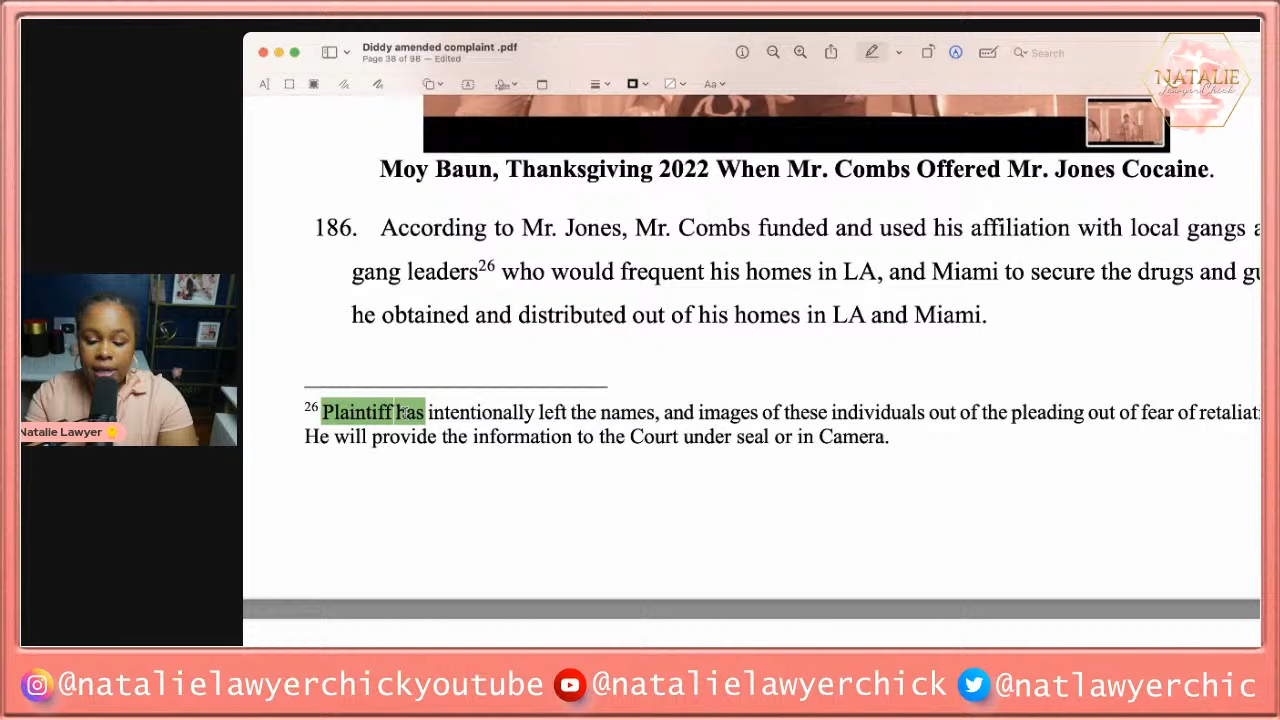 Diddy amended complaint .pdf
Page 38 of 98 — Edited
Search
NATALIE
LawyerChick
Moy Baun, Thanksgiving 2022 When Mr. Combs Offered Mr. Jones Cocaine.
186. According to Mr. Jones, Mr. Combs funded and used his affiliation with local gangs a
gang leaders26 who would frequent his homes in LA, and Miami to secure the drugs and gu
he obtained and distributed out of his homes in LA and Miami.
26 Plaintiff has intentionally left the names, and images of these individuals out of the pleading out of fear of retaliat
He will provide the information to the Court under seal or in Camera.
Natalie Lawyer
@natalielawyerchickyoutube @natalielawyerchick @natlawyerchic